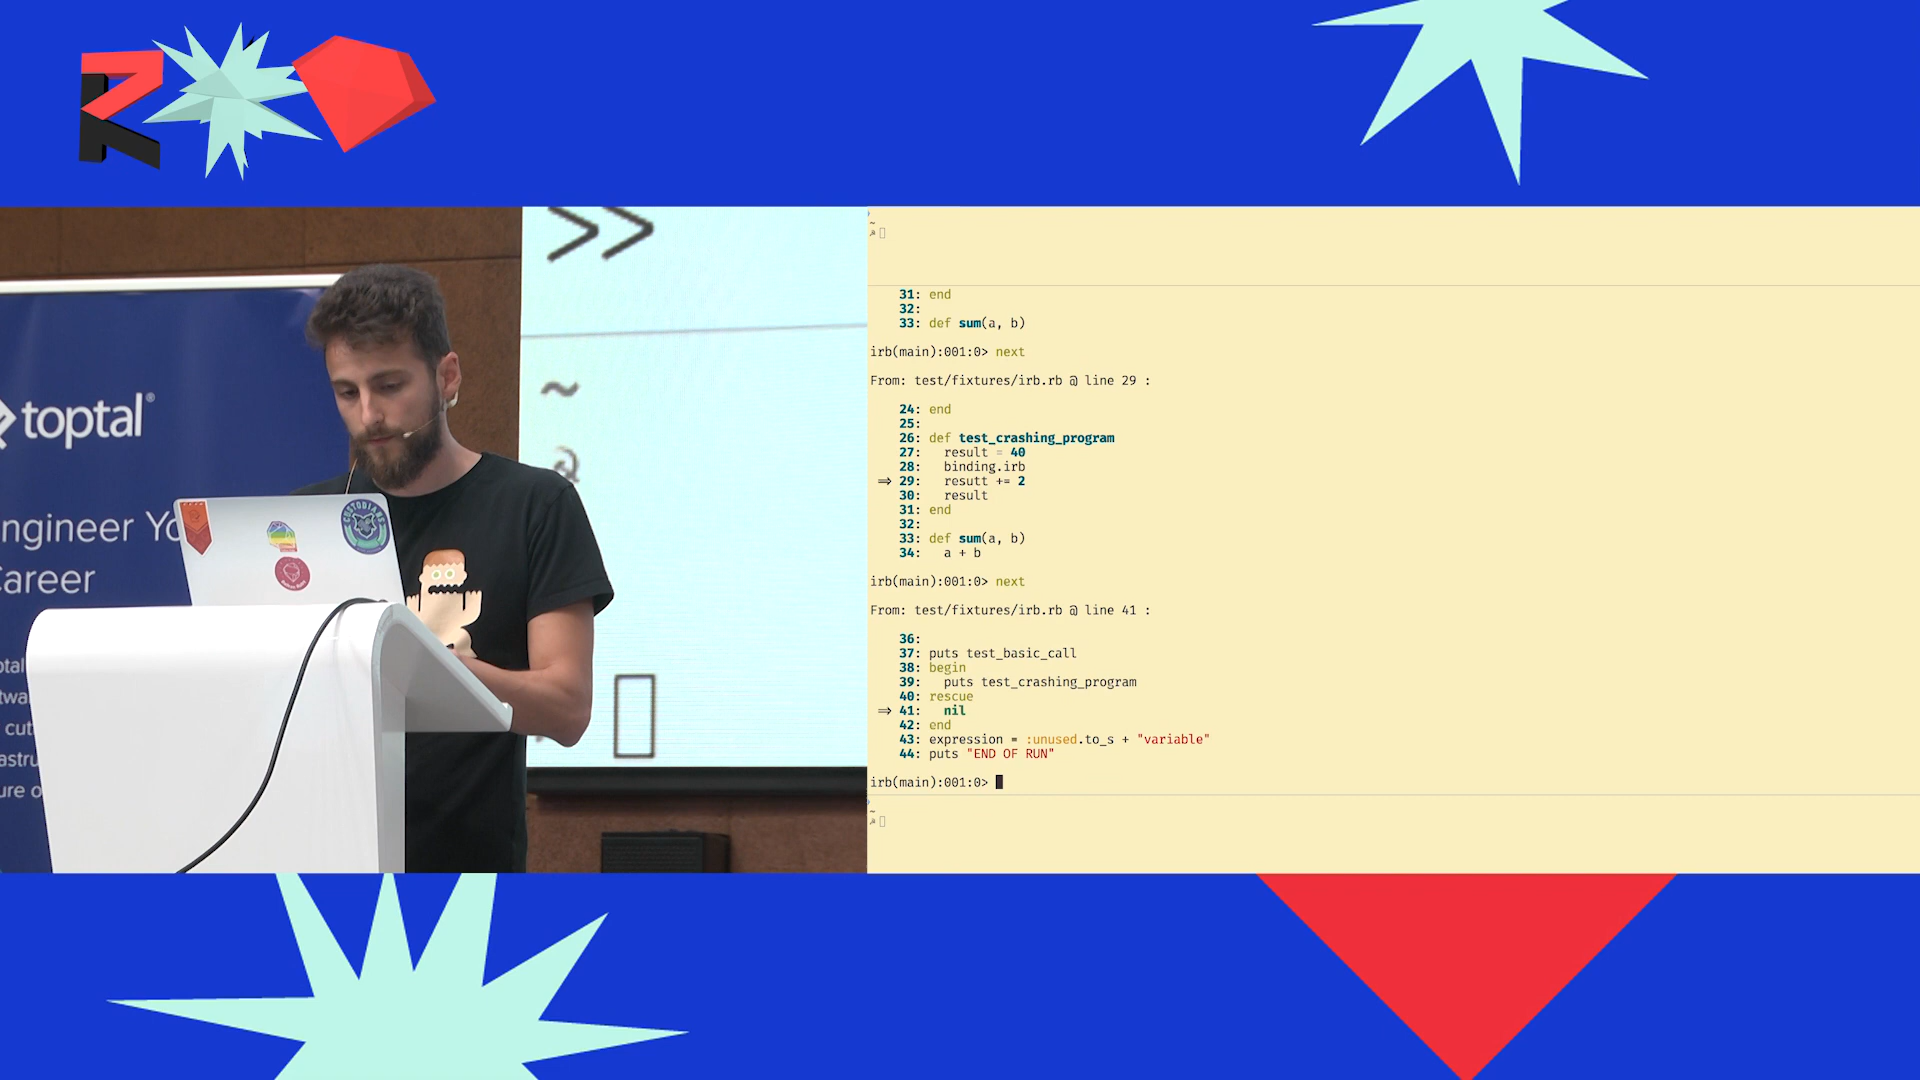 toptal®
ngineer Yo
Career
CUSTODIANS
>>
~
@
~
31: end
32:
33: def sum(a, b)
irb(main):001:0> next
From: test/fixtures/irb.rb @ line 29 :
24: end
25:
26: def test_crashing_program
27: result = 40
28: binding.irb
=> 29: resutt += 2
30: result
31: end
32:
33: def sum(a, b)
34: a + b
irb(main):001:0> next
From: test/fixtures/irb.rb @ line 41 :
36:
37: puts test_basic_call
38: begin
39: puts test_crashing_program
40: rescue
=> 41: nil
42: end
43: expression = :unused.to_s + "variable"
44: puts "END OF RUN"
irb(main):001:0>
~